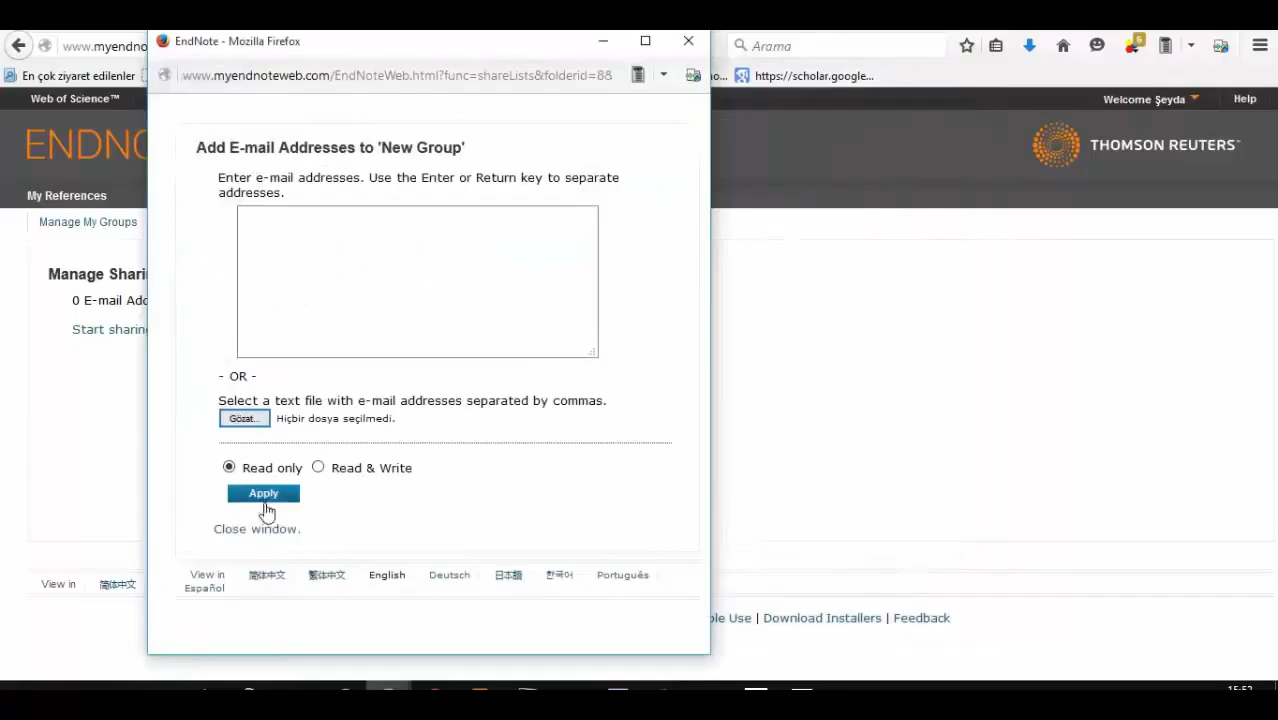 EndNote - Mozilla Firefox
www.myendno
www.myendnoteweb.com/EndNoteWeb.html?func=shareLists&folderid=88
Arama
5
En çok ziyaret edilenler
o...
https://scholar.google...
Web of Science™
Welcome Şeyda
Help
ENDNO
THOMSON REUTERS™
My References
Manage My Groups
Manage Shari
0 E-mail Add
Start sharing
Add E-mail Addresses to 'New Group'
Enter e-mail addresses. Use the Enter or Return key to separate
addresses.
- OR -
Select a text file with e-mail addresses separated by commas.
Gözat...
Hiçbir dosya seçilmedi.
Read only
Read & Write
Apply
Close window.
View in 简体中文 繁体中文 English Deutsch 日本語 한국어 Português
Español
View in 简体中文
ble Use | Download Installers | Feedback